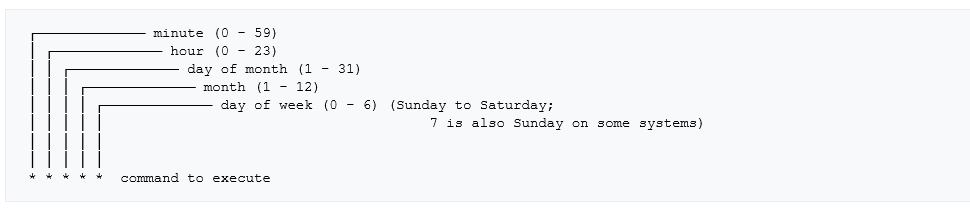 minute (0 - 59)
hour (0 - 23)
day of month (1 - 31)
month (1 - 12)
day of week (0 - 6) (Sunday to Saturday;
7 is also Sunday on some systems)
* * * * * command to execute